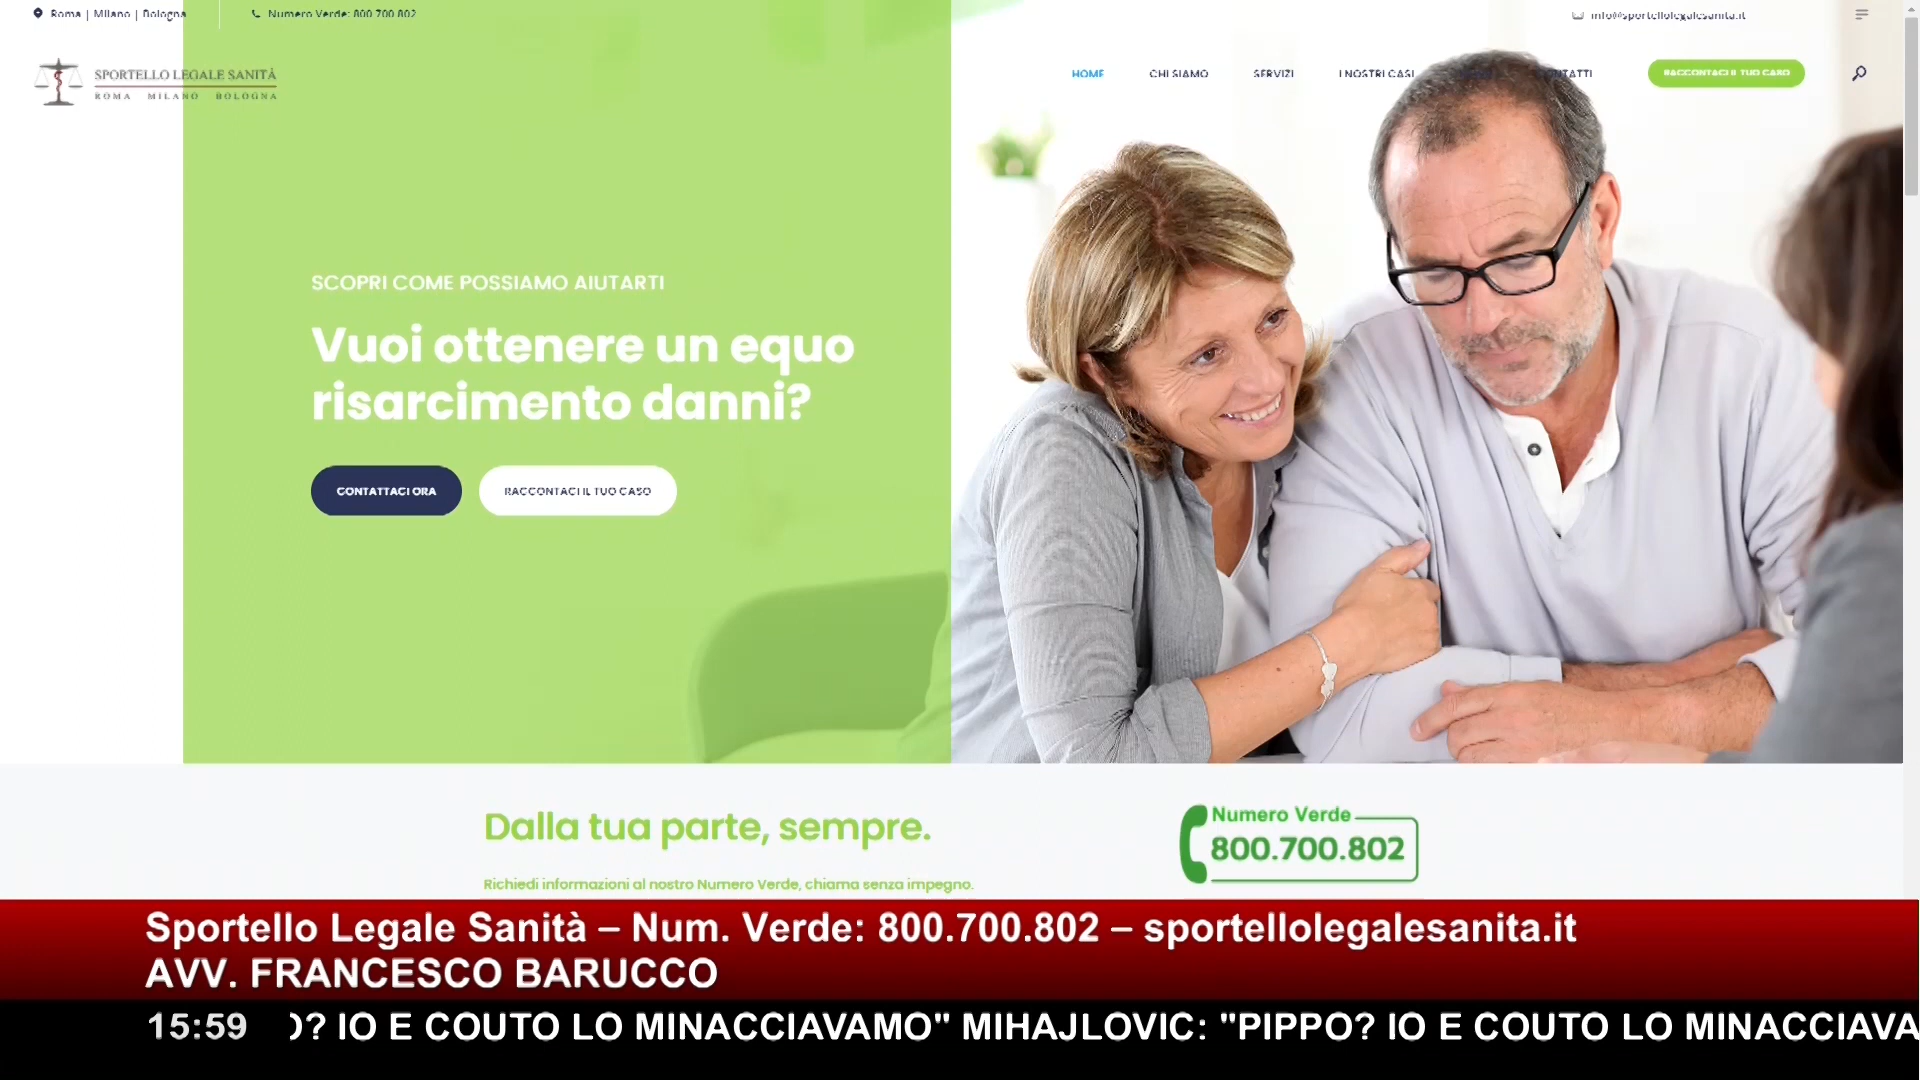 Roma | Milano | Bologna
Numero Verde: 800 700 802
info@sportellolegalesanita.it
SPORTELLO LEGALE SANITÀ
ROMA MILANO BOLOGNA
HOME
CHI SIAMO
SERVIZI
I NOSTRI CASI
RACCONTACI IL TUO CASO
SCOPRI COME POSSIAMO AIUTARTI
Vuoi ottenere un equo
risarcimento danni?
CONTATTACI ORA
RACCONTACI IL TUO CASO
Dalla tua parte, sempre.
Richiedi informazioni al nostro Numero Verde, chiama senza impegno.
Numero Verde
800.700.802
Sportello Legale Sanità – Num. Verde: 800.700.802 – sportellolegalesanita.it
AVV. FRANCESCO BARUCCO
15:59
? IO E COUTO LO MINACCIAVAMO" MIHAJLOVIC: "PIPPO? IO E COUTO LO MINACCIAVA